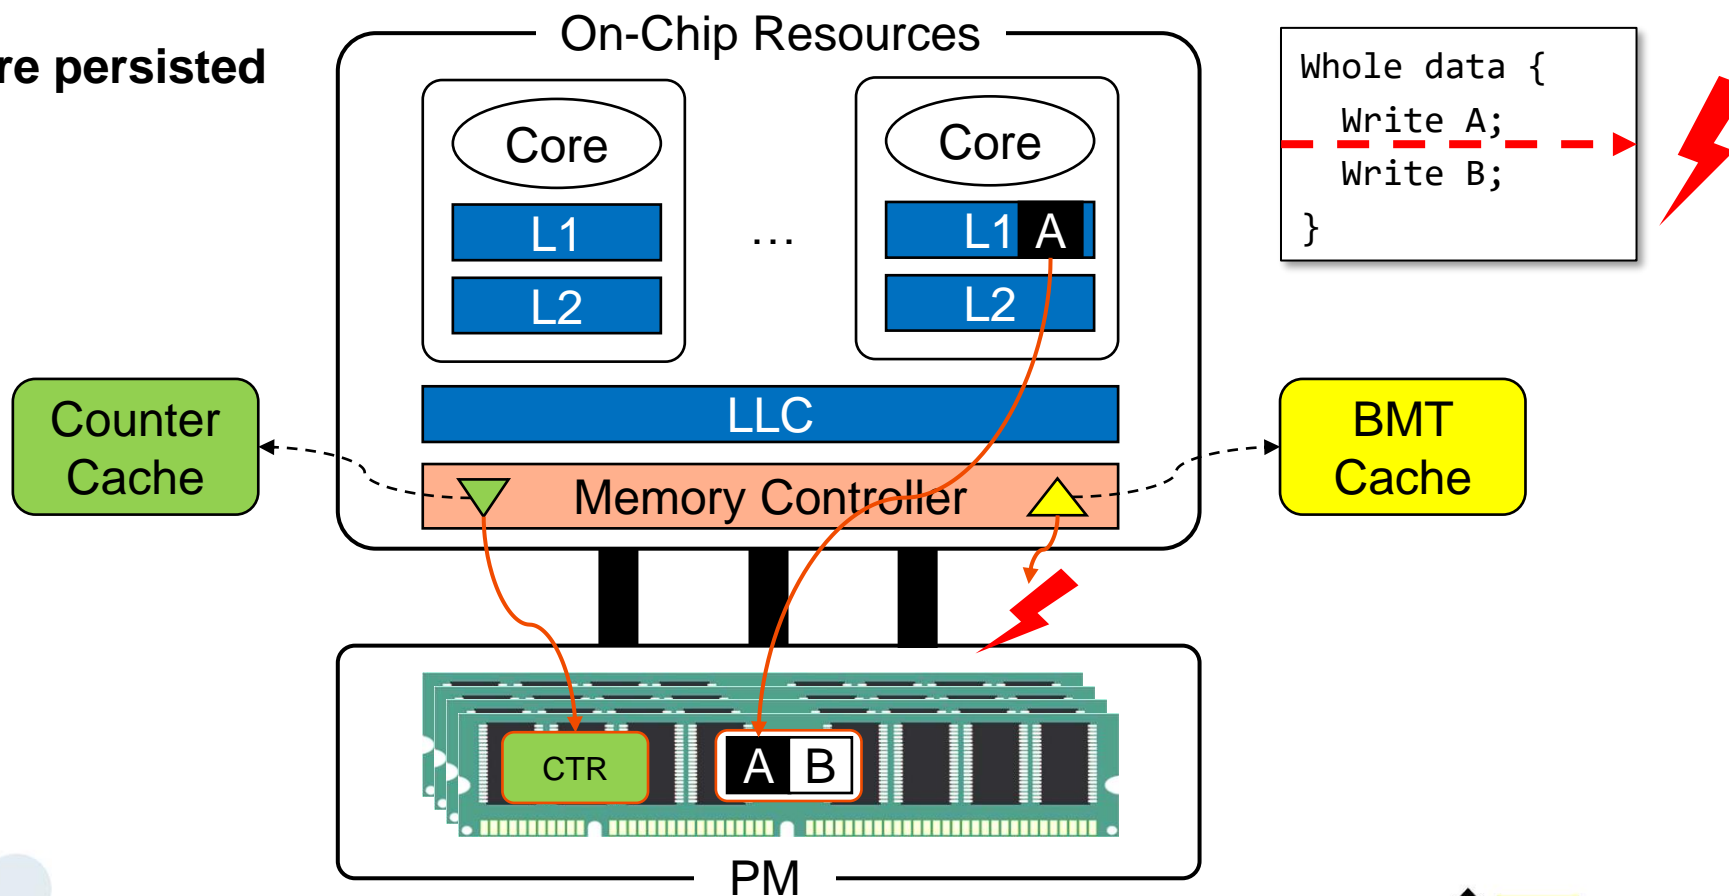 re persisted
On-Chip Resources
Whole data {
Write A;
Write B;
}
Core
Core
L1
...
L1 A
L2
L2
LLC
Counter
Cache
Memory Controller
BMT
Cache
CTR
A B
PM